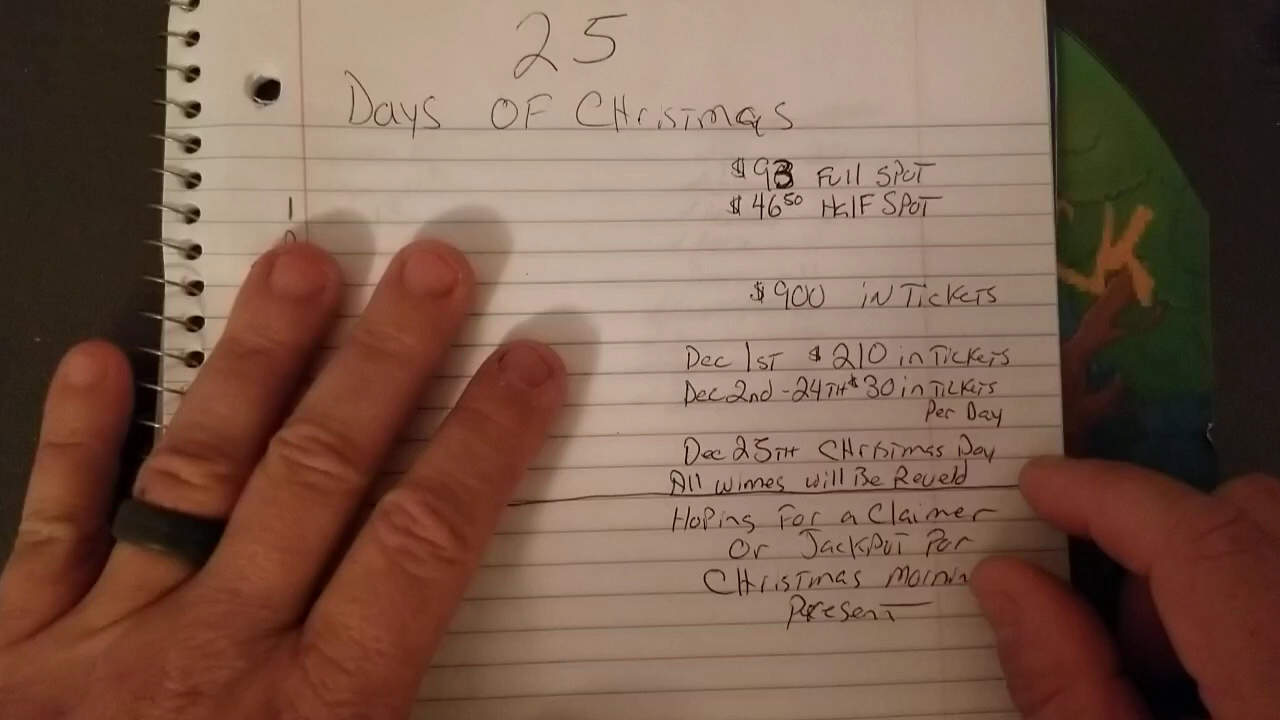 25
Days OF CHristmas
$93 Full SPOT
1
$46.50 HalF SPOT
$900 in Tickets
Dec 1ST $210 in Tickets
Dec 2nd - 24TH $30 in Tickets
Per Day
Dec 25TH CHristmas Day
All winnes will Be Reveld
HoPing For a Claimer
Or JackPot For
CHristmas Mornin
Present